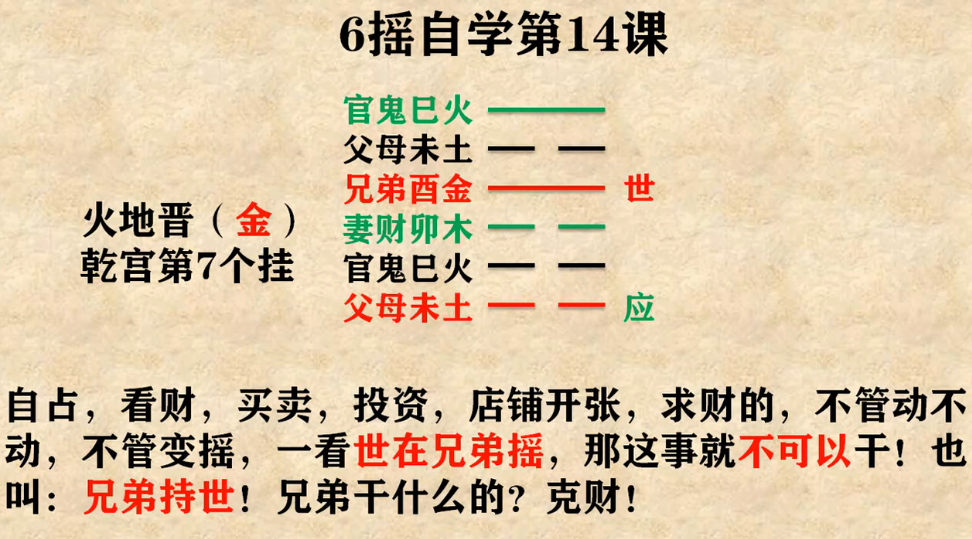 6摇自学第14课
官鬼巳火
父母未土
兄弟酉金 世
火地晋（金）
妻财卯木
乾宫第7个挂
官鬼巳火
父母未土 应
自占，看财，买卖，投资，店铺开张，求财的，不管动不
动，不管变摇，一看世在兄弟摇，那这事就不可以干！也
叫：兄弟持世！兄弟干什么的？克财！